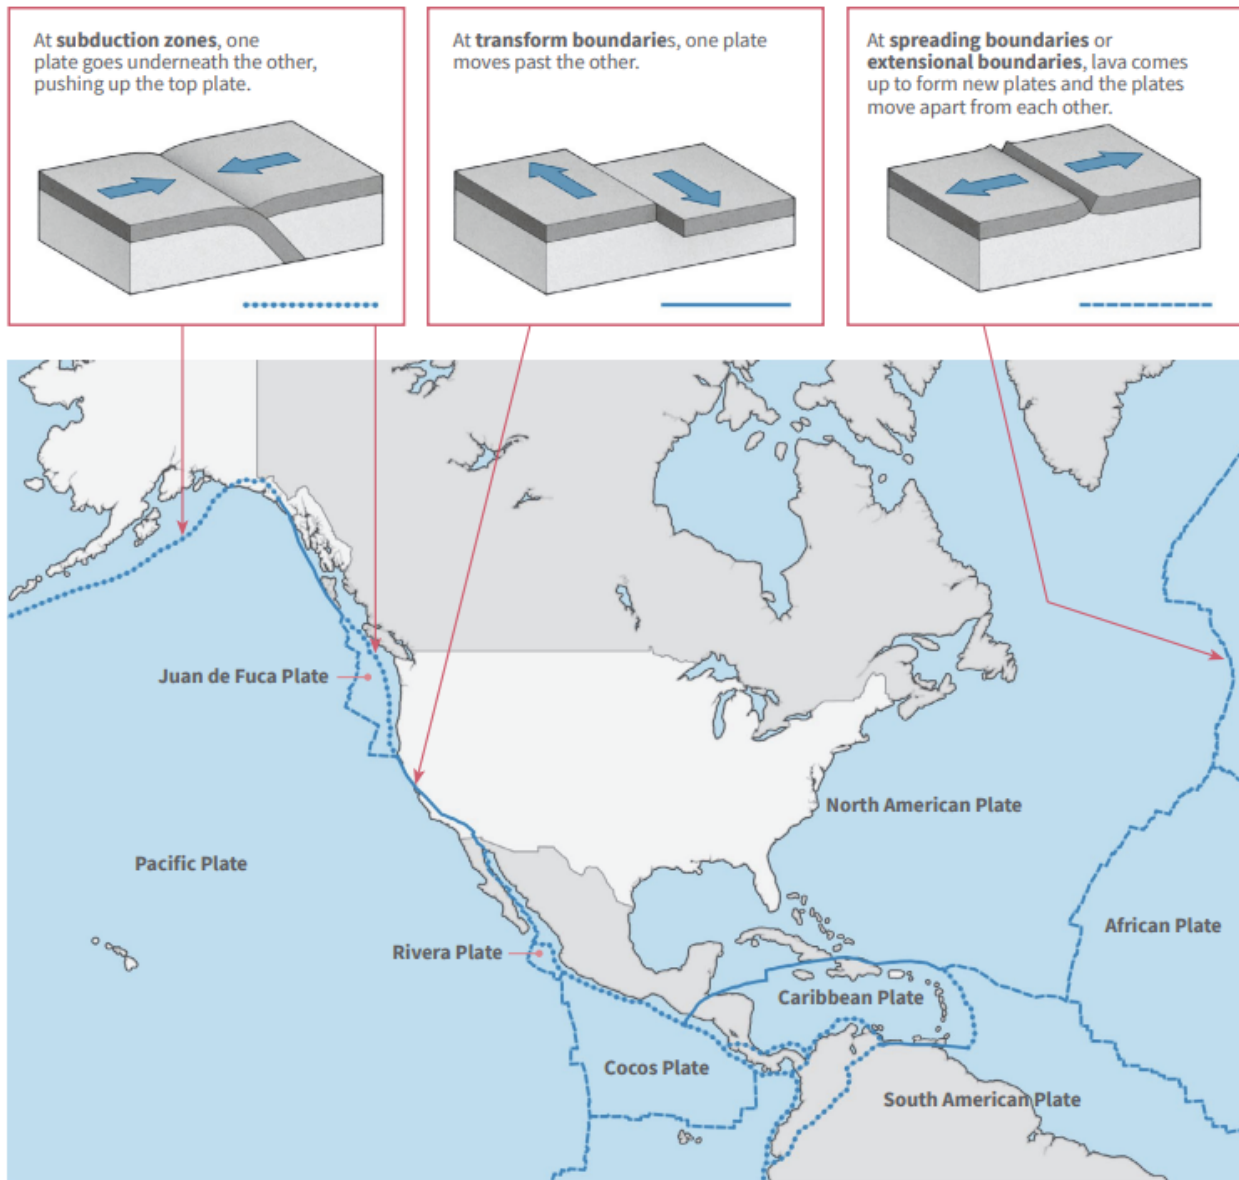 At subduction zones, one
plate goes underneath the other,
pushing up the top plate.
At transform boundaries, one plate
moves past the other.
At spreading boundaries or
extensional boundaries, lava comes
up to form new plates and the plates
move apart from each other.
Juan de Fuca Plate
North American Plate
Pacific Plate
African Plate
Rivera Plate
Caribbean Plate
Cocos Plate
South American Plate